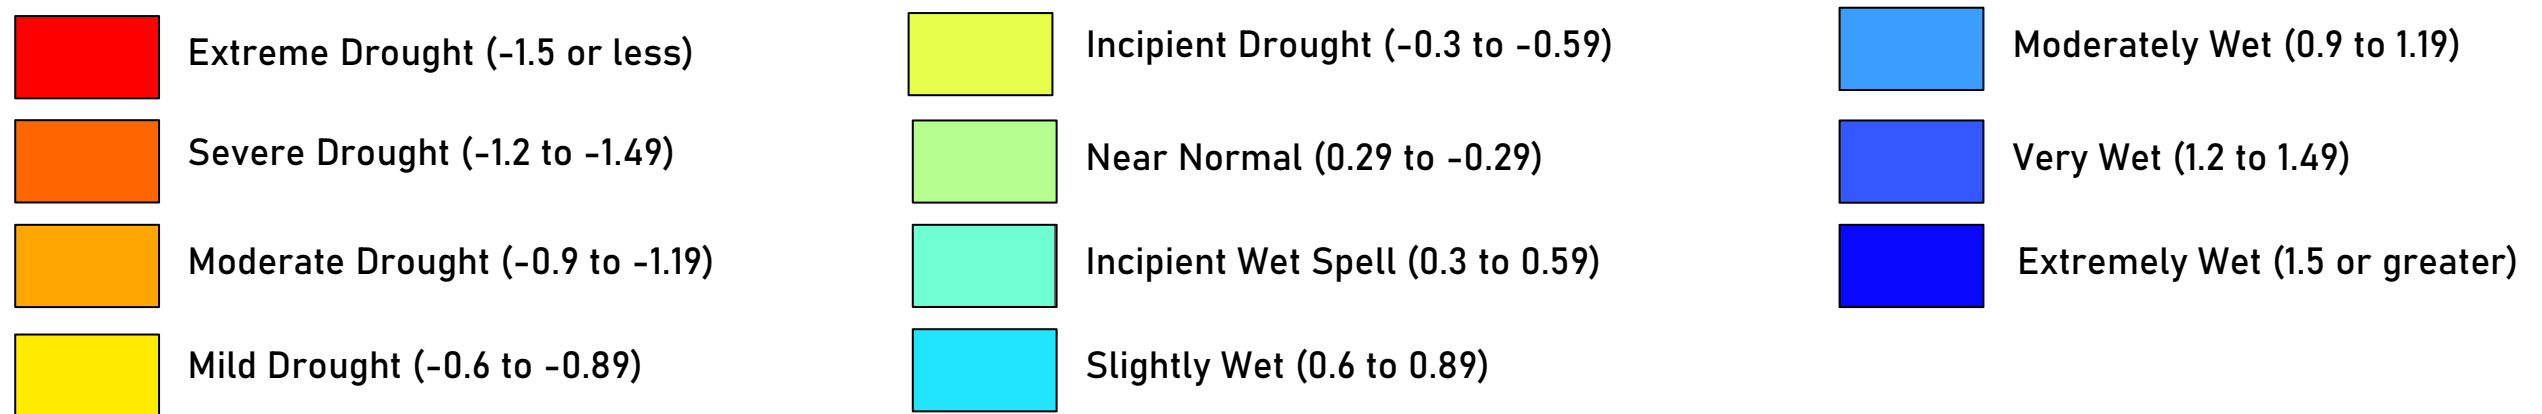 Extreme Drought (-1.5 or less)
Severe Drought (-1.2 to -1.49)
Moderate Drought (-0.9 to -1.19)
Mild Drought (-0.6 to -0.89)
Incipient Drought (-0.3 to -0.59)
Near Normal (0.29 to -0.29)
Incipient Wet Spell (0.3 to 0.59)
Slightly Wet (0.6 to 0.89)
Moderately Wet (0.9 to 1.19)
Very Wet (1.2 to 1.49)
Extremely Wet (1.5 or greater)